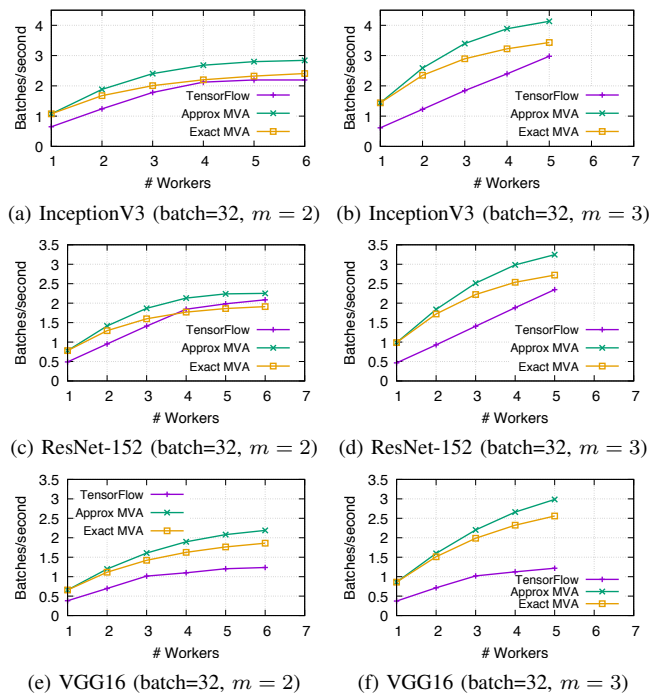 4
3
2
1
0
Batches/second
TensorFlow
Approx MVA
Exact MVA
1 2 3 4 5 6
# Workers
(a) InceptionV3 (batch=32, m = 2)
4
3
2
1
0
Batches/second
TensorFlow
Approx MVA
Exact MVA
1 2 3 4 5 6 7
# Workers
(b) InceptionV3 (batch=32, m = 3)
3.5
3
2.5
2
1.5
1
0.5
0
Batches/second
TensorFlow
Approx MVA
Exact MVA
1 2 3 4 5 6 7
# Workers
(c) ResNet-152 (batch=32, m = 2)
3.5
3
2.5
2
1.5
1
0.5
0
Batches/second
TensorFlow
Approx MVA
Exact MVA
1 2 3 4 5 6 7
# Workers
(d) ResNet-152 (batch=32, m = 3)
3.5
3
2.5
2
1.5
1
0.5
0
Batches/second
TensorFlow
Approx MVA
Exact MVA
1 2 3 4 5 6 7
# Workers
(e) VGG16 (batch=32, m = 2)
3.5
3
2.5
2
1.5
1
0.5
0
Batches/second
TensorFlow
Approx MVA
Exact MVA
1 2 3 4 5 6 7
# Workers
(f) VGG16 (batch=32, m = 3)